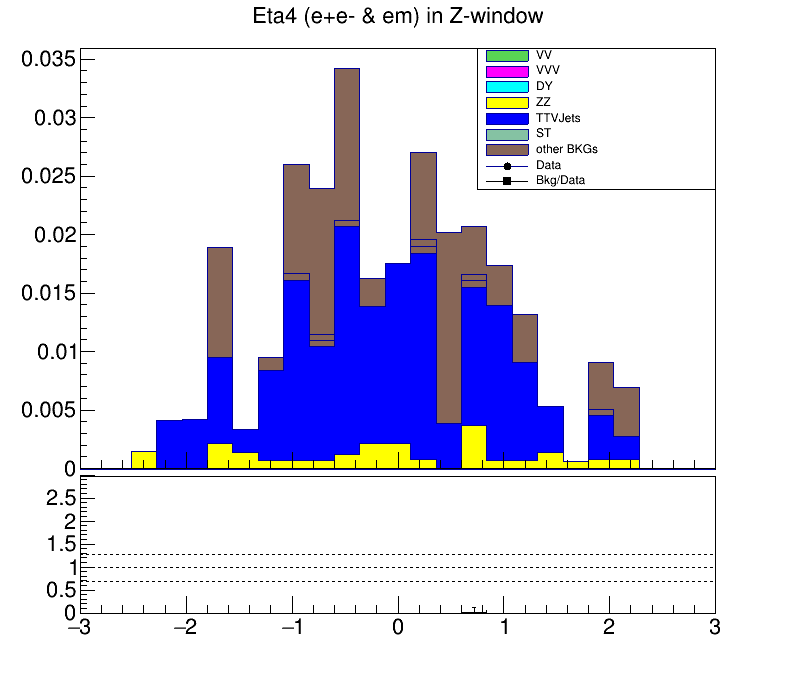 Eta4 (e+e- & em) in Z-window
0.035
0.03
0.025
0.02
0.015
0.01
0.005
0
VV
VVV
DY
ZZ
TTVJets
ST
other BKGs
Data
Bkg/Data
2.5
2
1.5
1
0.5
0
−3 −2 −1 0 1 2 3